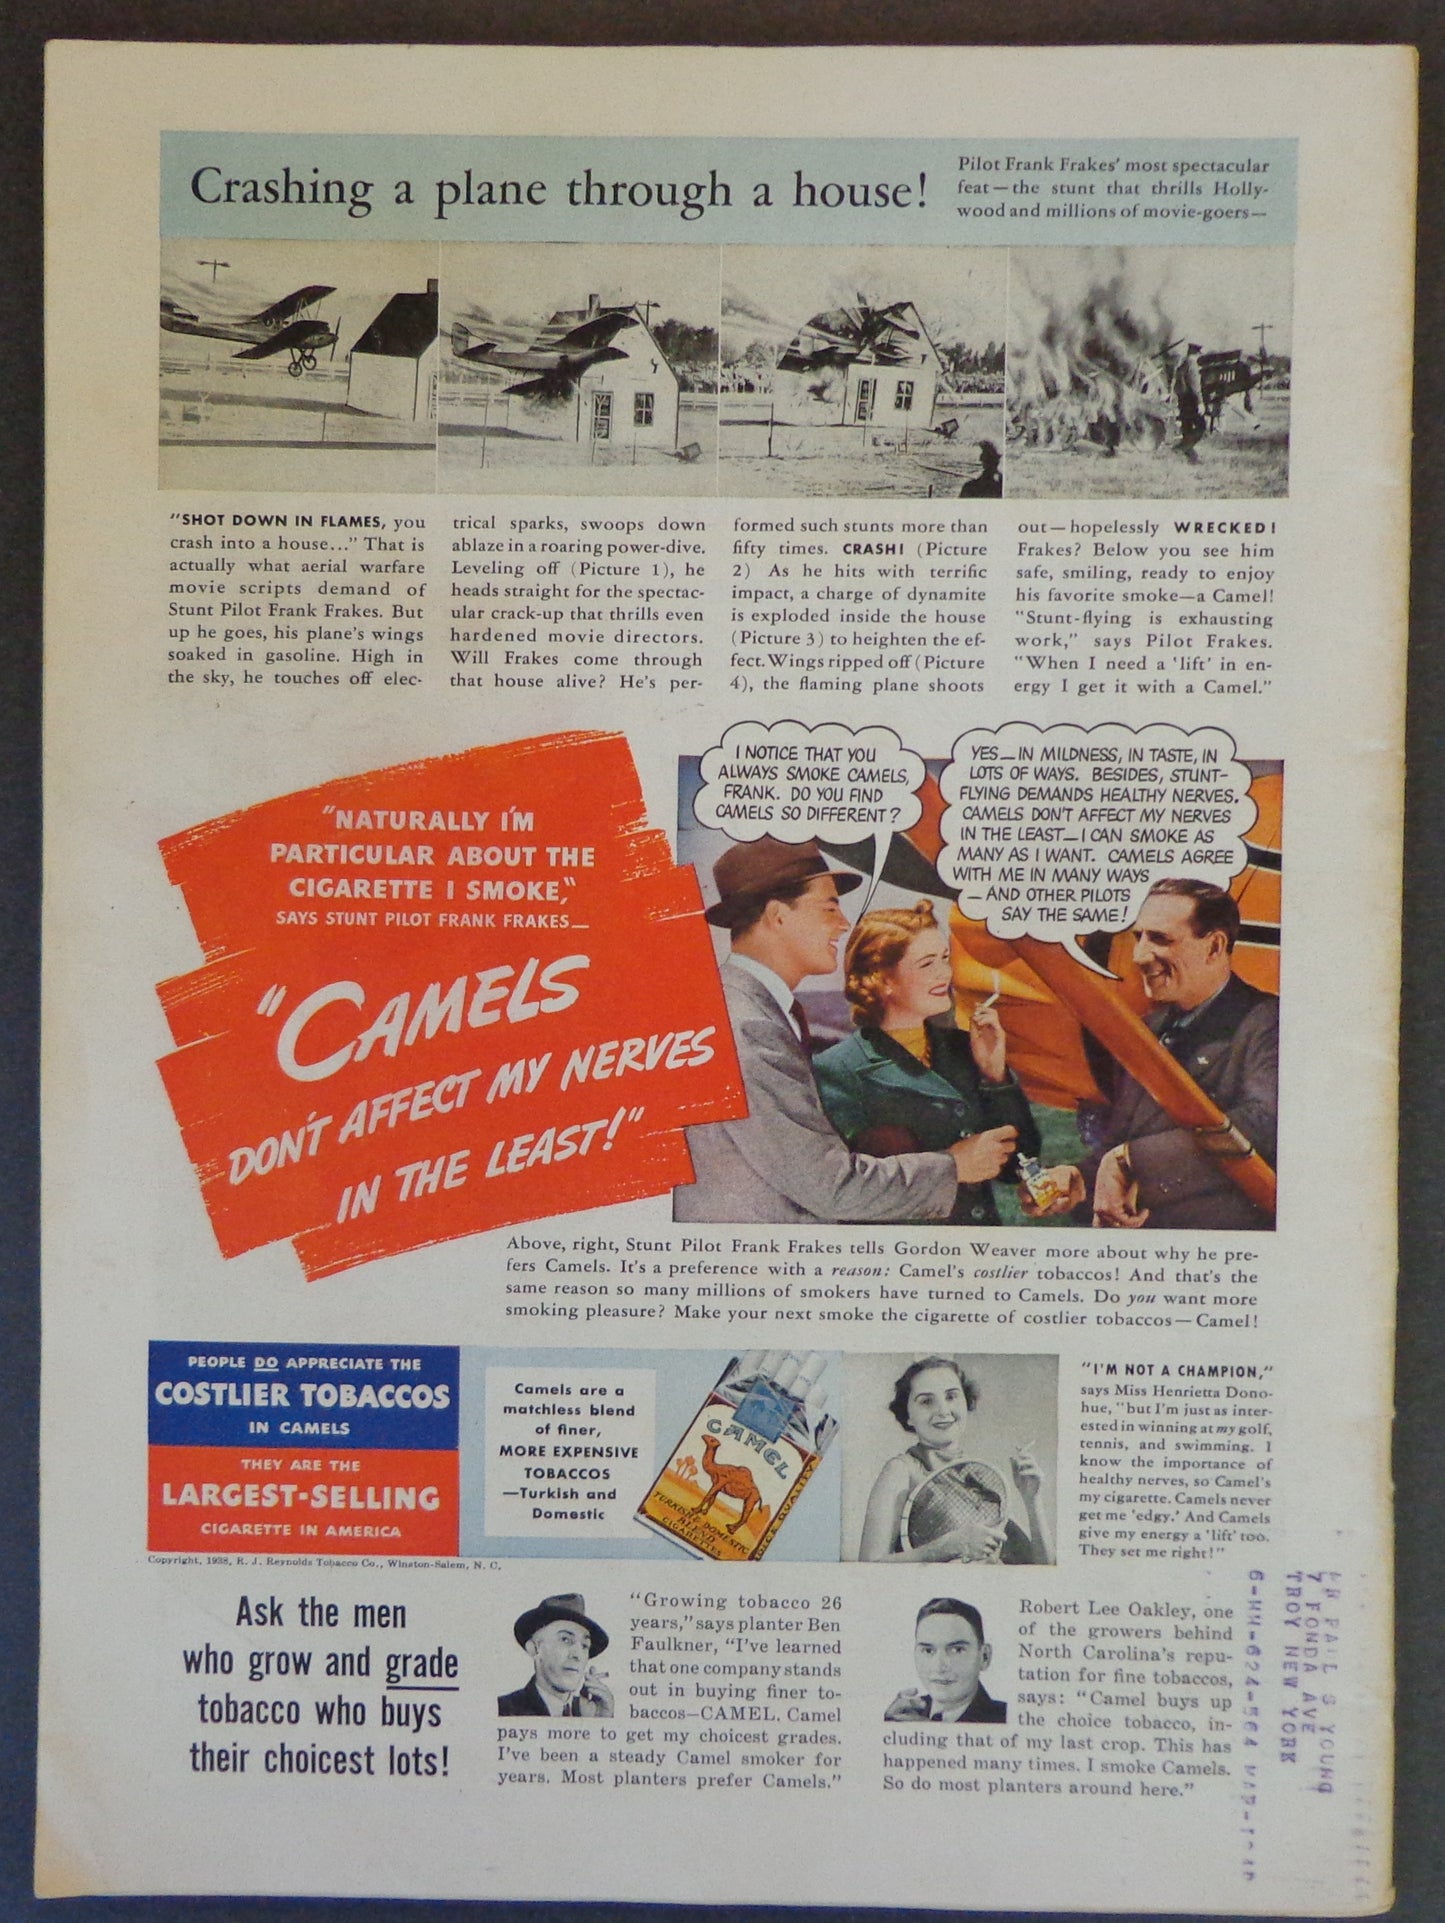 Crashing a plane through a house!
Pilot Frank Frakes' most spectacular
feat—the stunt that thrills Holly-
wood and millions of movie-goers—
"SHOT DOWN IN FLAMES, you
crash into a house..." That is
actually what aerial warfare
movie scripts demand of
Stunt Pilot Frank Frakes. But
up he goes, his plane's wings
soaked in gasoline. High in
the sky, he touches off elec-
trical sparks, swoops down
ablaze in a roaring power-dive.
Leveling off (Picture 1), he
heads straight for the spectac-
ular crack-up that thrills even
hardened movie directors.
Will Frakes come through
that house alive? He's per-
formed such stunts more than
fifty times. CRASH! (Picture
2) As he hits with terrific
impact, a charge of dynamite
is exploded inside the house
(Picture 3) to heighten the ef-
fect. Wings ripped off (Picture
4), the flaming plane shoots
out—hopelessly WRECKED!
Frakes? Below you see him
safe, smiling, ready to enjoy
his favorite smoke—a Camel!
"Stunt-flying is exhausting
work," says Pilot Frakes.
"When I need a 'lift' in en-
ergy I get it with a Camel."
"NATURALLY I'M
PARTICULAR ABOUT THE
CIGARETTE I SMOKE,"
SAYS STUNT PILOT FRANK FRAKES—
"CAMELS
DON'T AFFECT MY NERVES
IN THE LEAST!"
I NOTICE THAT YOU
ALWAYS SMOKE CAMELS,
FRANK. DO YOU FIND
CAMELS SO DIFFERENT?
YES—IN MILDNESS, IN TASTE, IN
LOTS OF WAYS. BESIDES, STUNT-
FLYING DEMANDS HEALTHY NERVES.
CAMELS DON'T AFFECT MY NERVES
IN THE LEAST—I CAN SMOKE AS
MANY AS I WANT. CAMELS AGREE
WITH ME IN MANY WAYS
—AND OTHER PILOTS
SAY THE SAME!
Above, right, Stunt Pilot Frank Frakes tells Gordon Weaver more about why he pre-
fers Camels. It's a preference with a reason: Camel's costlier tobaccos! And that's the
same reason so many millions of smokers have turned to Camels. Do you want more
smoking pleasure? Make your next smoke the cigarette of costlier tobaccos—Camel!
PEOPLE DO APPRECIATE THE
COSTLIER TOBACCOS
IN CAMELS
THEY ARE THE
LARGEST-SELLING
CIGARETTE IN AMERICA
Copyright, 1938, R. J. Reynolds Tobacco Co., Winston-Salem, N. C.
Camels are a
matchless blend
of finer,
MORE EXPENSIVE
TOBACCOS
—Turkish and
Domestic
CAMEL
TURKISH & DOMESTIC
BLEND
CIGARETTES
QUALITY
"I'M NOT A CHAMPION,"
says Miss Henrietta Dono-
hue, "but I'm just as inter-
ested in winning at my golf,
tennis, and swimming. I
know the importance of
healthy nerves, so Camel's
my cigarette. Camels never
get me 'edgy.' And Camels
give my energy a 'lift' too.
They set me right!"
Ask the men
who grow and grade
tobacco who buys
their choicest lots!
"Growing tobacco 26
years," says planter Ben
Faulkner, "I've learned
that one company stands
out in buying finer to-
baccos—CAMEL. Camel
pays more to get my choicest grades.
I've been a steady Camel smoker for
years. Most planters prefer Camels."
Robert Lee Oakley, one
of the growers behind
North Carolina's repu-
tation for fine tobaccos,
says: "Camel buys up
the choice tobacco, in-
cluding that of my last crop. This has
happened many times. I smoke Camels.
So do most planters around here."
PAUL S YOUNG
7 FONDA AVE
TROY NEW YORK